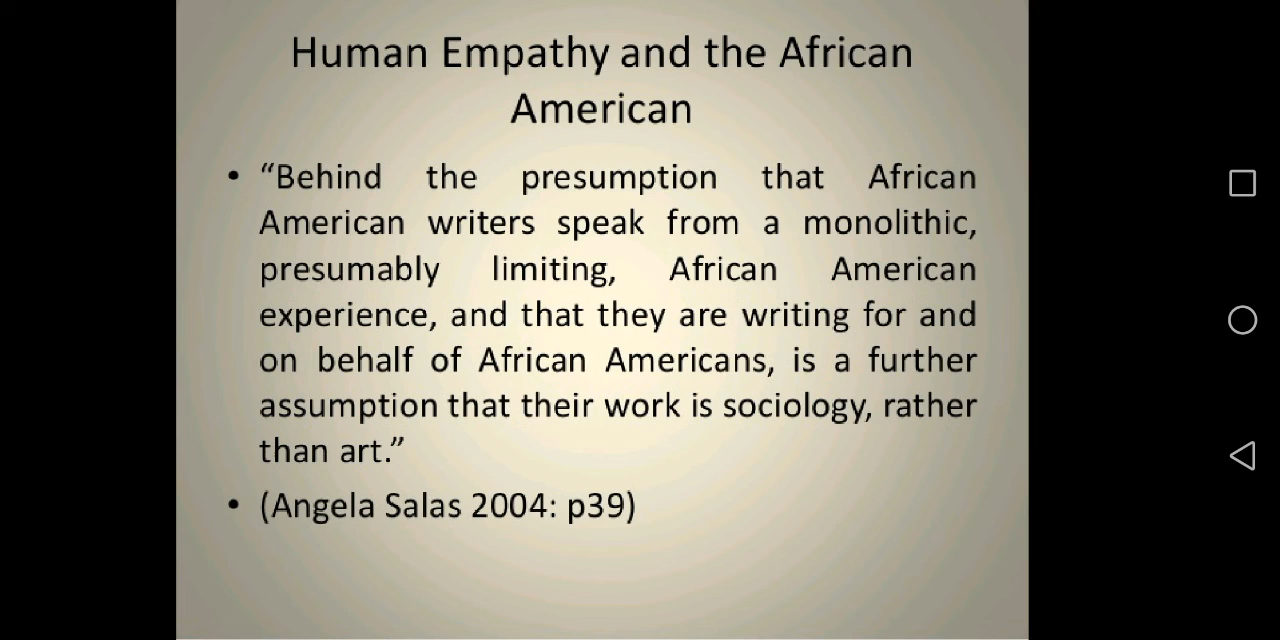 Human Empathy and the African
American
• “Behind the presumption that African
American writers speak from a monolithic,
presumably limiting, African American
experience, and that they are writing for and
on behalf of African Americans, is a further
assumption that their work is sociology, rather
than art.”
• (Angela Salas 2004: p39)